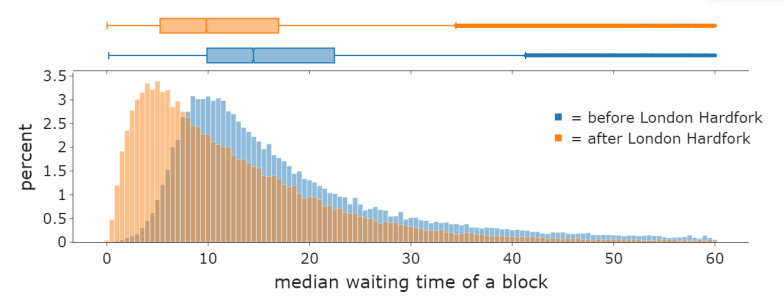 3.5
3
2.5
2
1.5
1
0.5
0
percent
= before London Hardfork
= after London Hardfork
0 10 20 30 40 50 60
median waiting time of a block